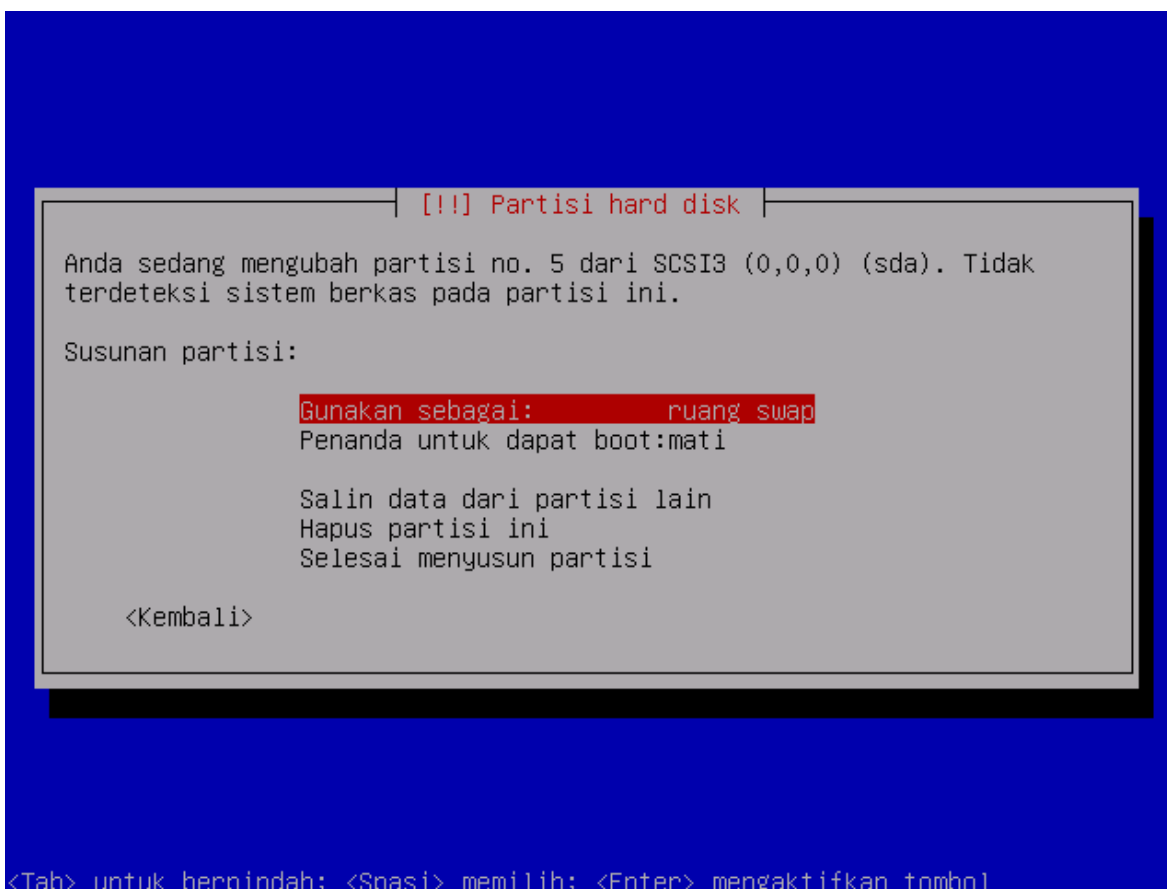 [!!] Partisi hard disk
Anda sedang mengubah partisi no. 5 dari SCSI3 (0,0,0) (sda). Tidak
terdeteksi sistem berkas pada partisi ini.
Susunan partisi:
Gunakan sebagai: ruang swap
Penanda untuk dapat boot:mati
Salin data dari partisi lain
Hapus partisi ini
Selesai menyusun partisi
<Kembali>
<Tab> untuk berpindah; <Spasi> memilih; <Enter> mengaktifkan tombol